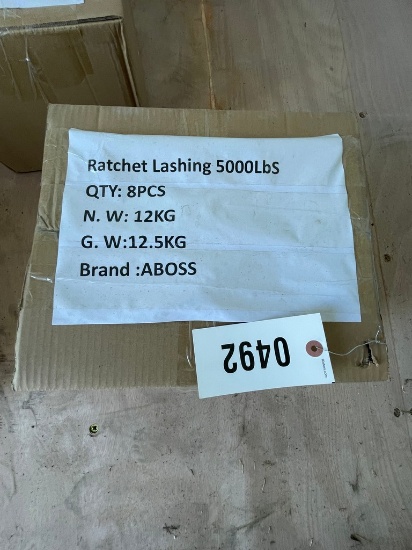 Ratchet Lashing 5000LbS
QTY: 8PCS
N. W: 12KG
G. W:12.5KG
Brand :ABOSS
0492